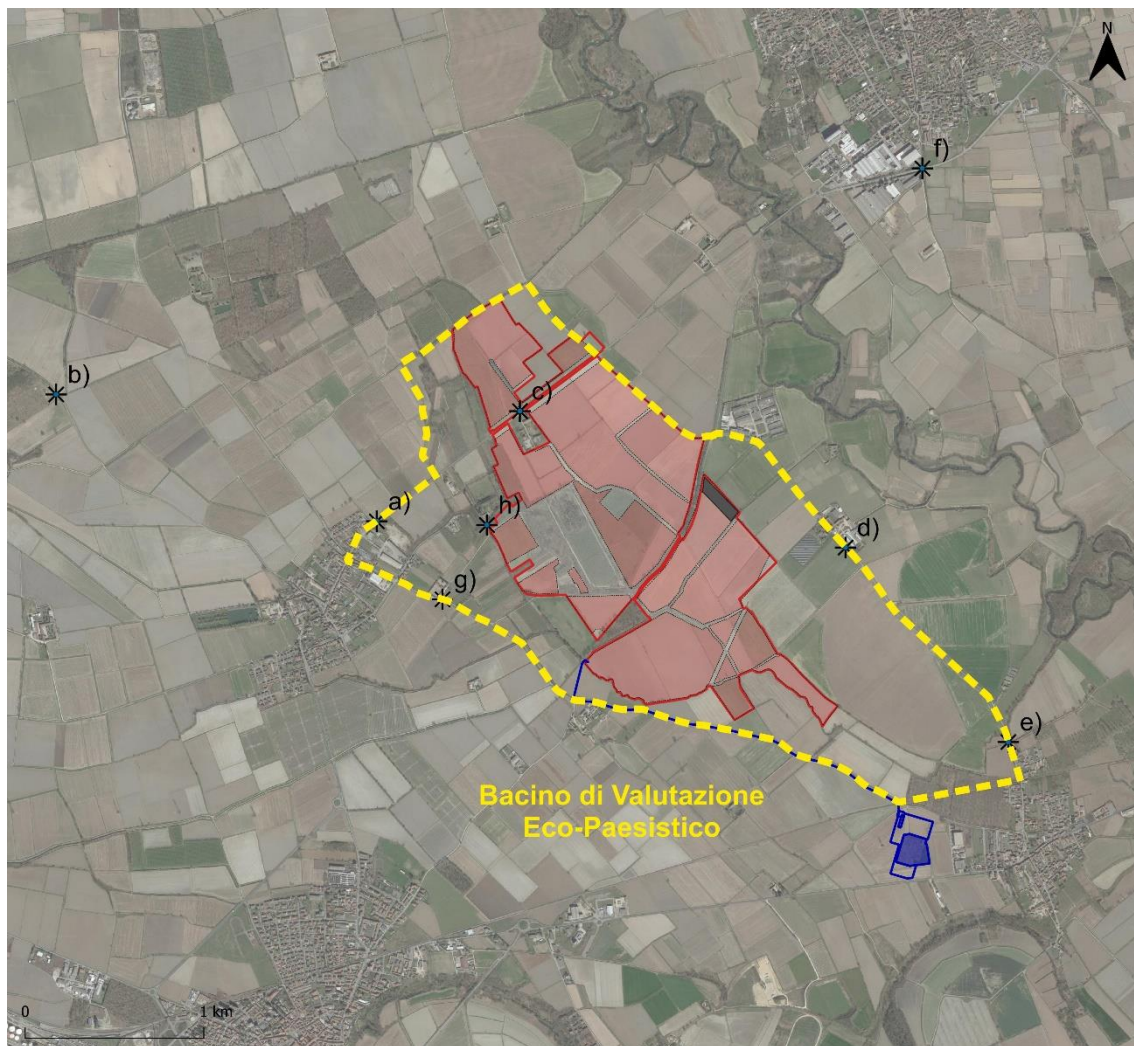 N
f)
b)
c)
a)
h)
d)
g)
e)
Bacino di Valutazione
Eco-Paesistico
0
1 km